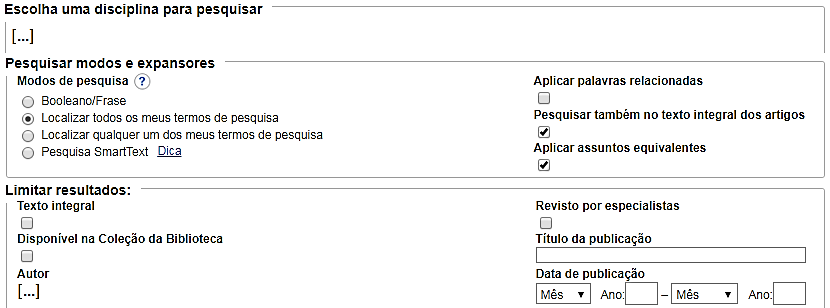 Escolha uma disciplina para pesquisar
[...]
Pesquisar modos e expansores
Modos de pesquisa ?
Booleano/Frase
Localizar todos os meus termos de pesquisa
Localizar qualquer um dos meus termos de pesquisa
Pesquisa SmartText Dica
Aplicar palavras relacionadas
Pesquisar também no texto integral dos artigos
Aplicar assuntos equivalentes
Limitar resultados:
Texto integral
Disponível na Coleção da Biblioteca
Autor
[...]
Revisto por especialistas
Título da publicação
Data de publicação
Mês Ano: – Mês Ano: